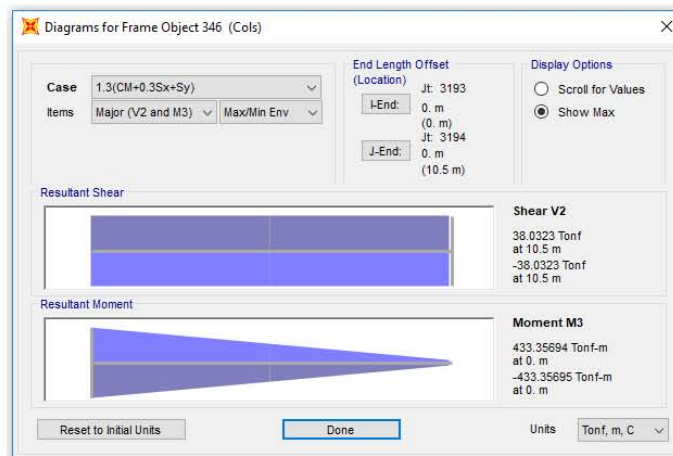 Diagrams for Frame Object 346 (Cols)
Case 1.3(CM+0.3Sx+Sy)
Items Major (V2 and M3) Max/Min Env
End Length Offset
(Location)
I-End:
Jt: 3193
0. m
(0. m)
J-End:
Jt: 3194
0. m
(10.5 m)
Display Options
Scroll for Values
Show Max
Resultant Shear
Shear V2
38.0323 Tonf
at 10.5 m
-38.0323 Tonf
at 10.5 m
Resultant Moment
Moment M3
433.35694 Tonf-m
at 0. m
-433.35695 Tonf-m
at 0. m
Reset to Initial Units
Done
Units Tonf, m, C